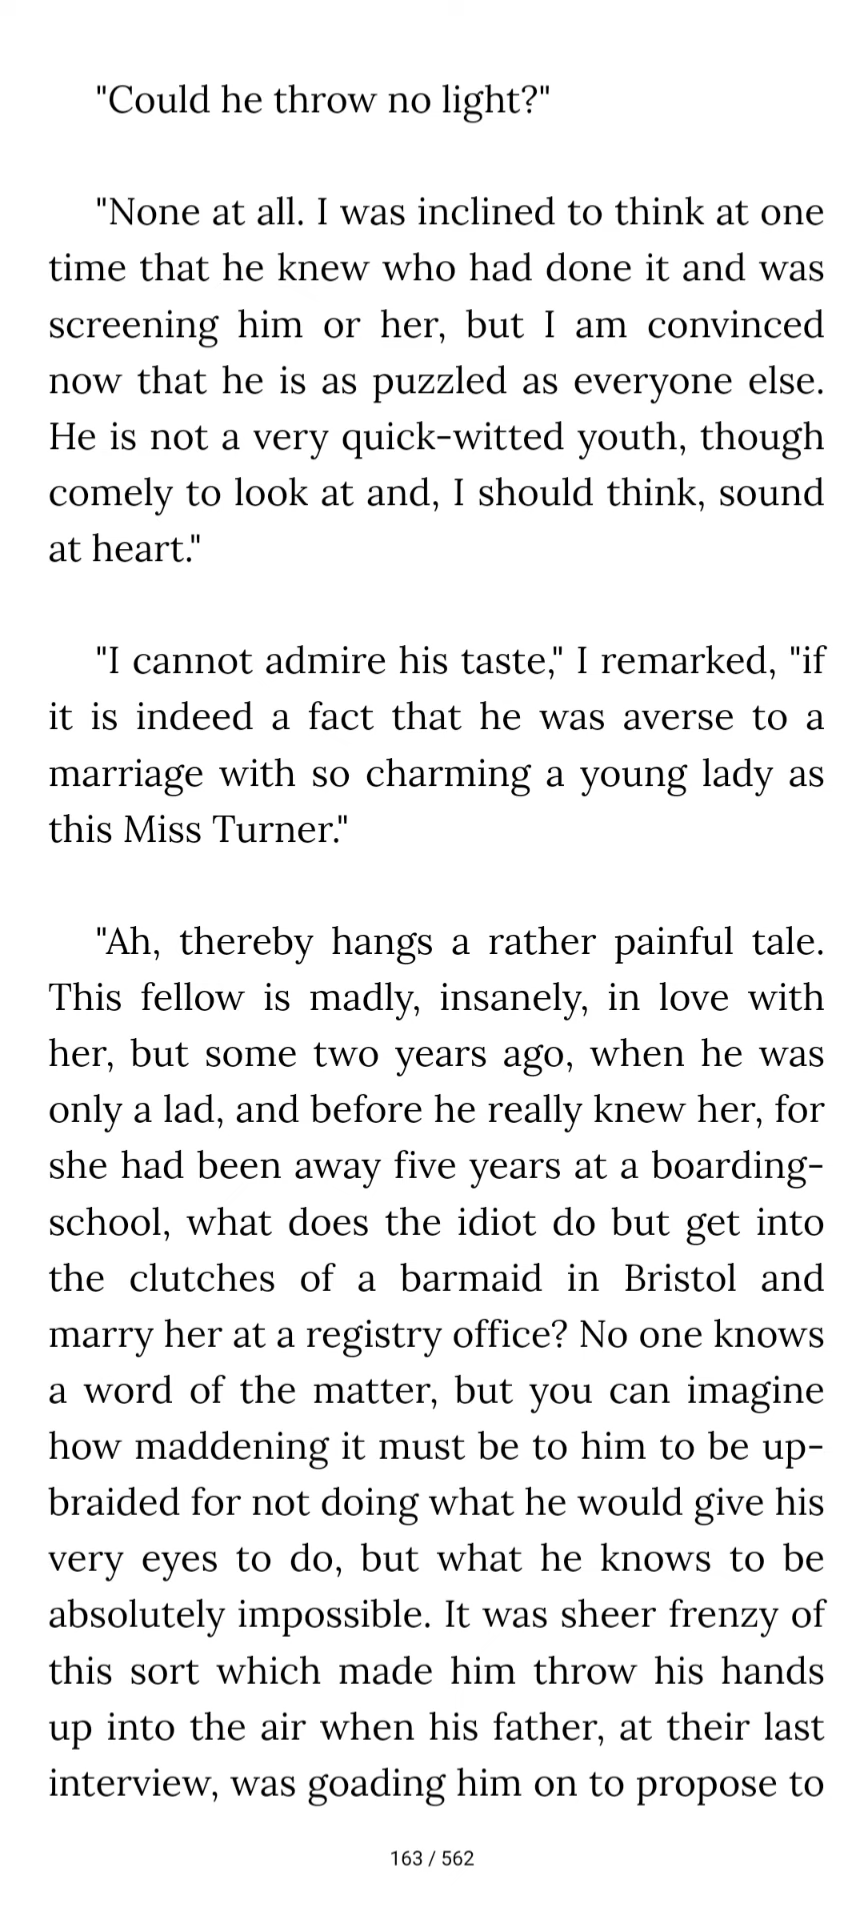 "Could he throw no light?"
"None at all. I was inclined to think at one
time that he knew who had done it and was
screening him or her, but I am convinced
now that he is as puzzled as everyone else.
He is not a very quick-witted youth, though
comely to look at and, I should think, sound
at heart."
"I cannot admire his taste," I remarked, "if
it is indeed a fact that he was averse to a
marriage with so charming a young lady as
this Miss Turner."
"Ah, thereby hangs a rather painful tale.
This fellow is madly, insanely, in love with
her, but some two years ago, when he was
only a lad, and before he really knew her, for
she had been away five years at a boarding-
school, what does the idiot do but get into
the clutches of a barmaid in Bristol and
marry her at a registry office? No one knows
a word of the matter, but you can imagine
how maddening it must be to him to be up-
braided for not doing what he would give his
very eyes to do, but what he knows to be
absolutely impossible. It was sheer frenzy of
this sort which made him throw his hands
up into the air when his father, at their last
interview, was goading him on to propose to
163 / 562